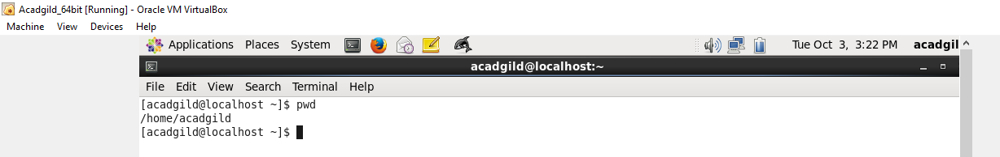 Acadgild_64bit [Running] - Oracle VM VirtualBox
Machine View Devices Help
Applications Places System Tue Oct 3, 3:22 PM acadgil
acadgild@localhost:~
File Edit View Search Terminal Help
[acadgild@localhost ~]$ pwd
/home/acadgild
[acadgild@localhost ~]$